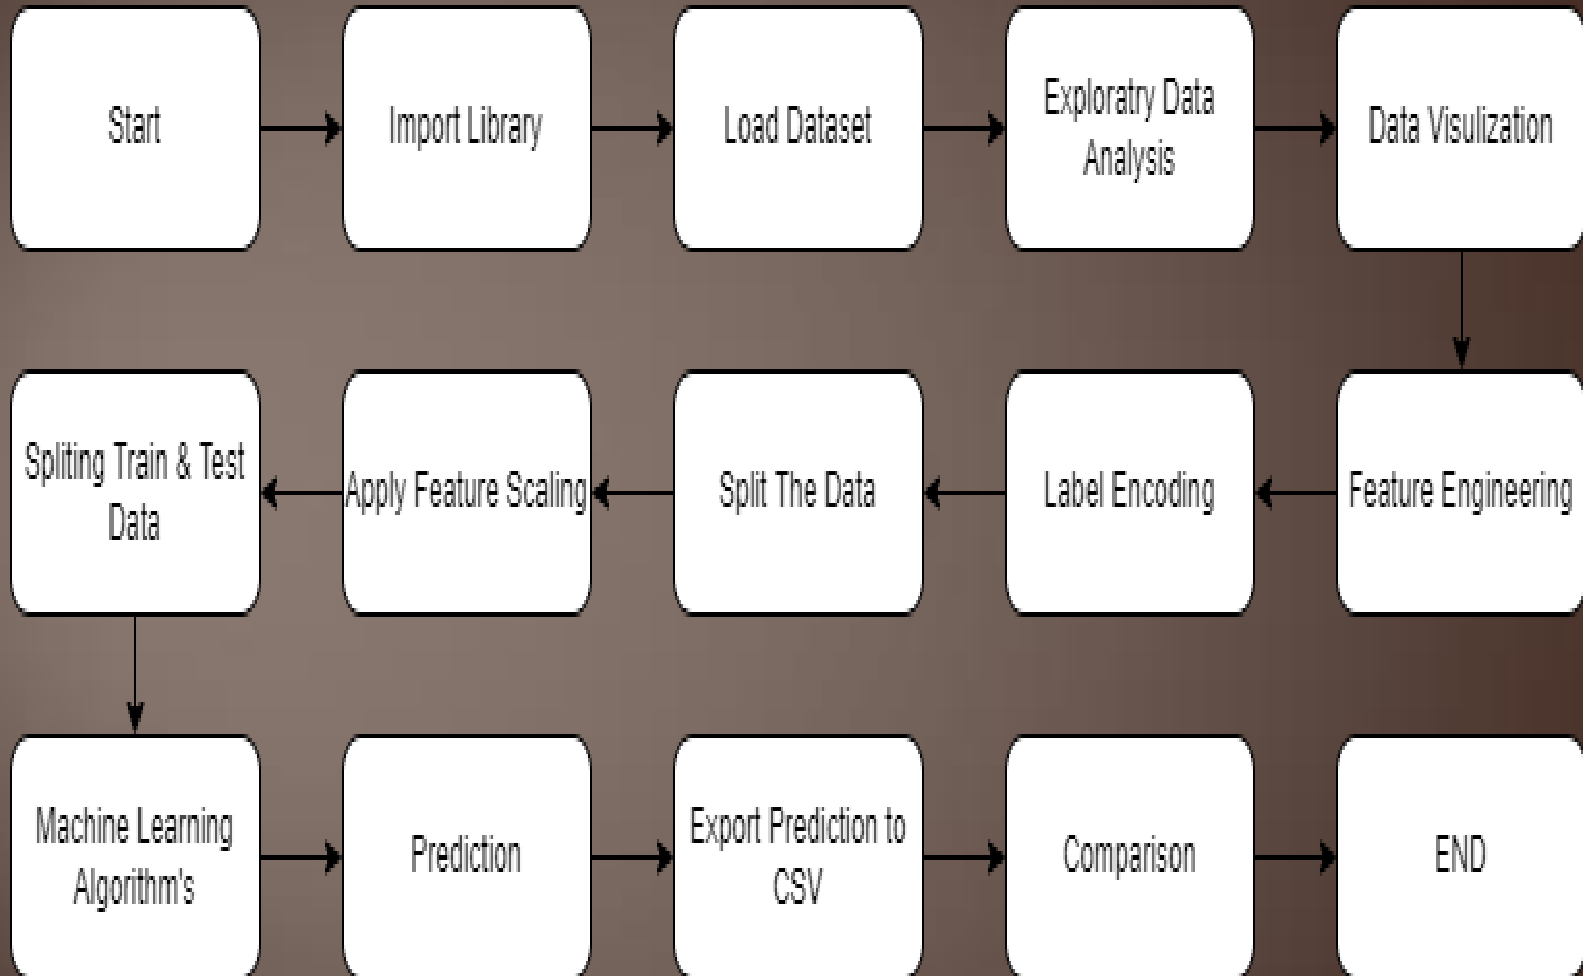 Start
Import Library
Load Dataset
Exploratry Data
Analysis
Data Visulization
Feature Engineering
Label Encoding
Split The Data
Apply Feature Scaling
Spliting Train & Test
Data
Machine Learning
Algorithm's
Prediction
Export Prediction to
CSV
Comparison
END